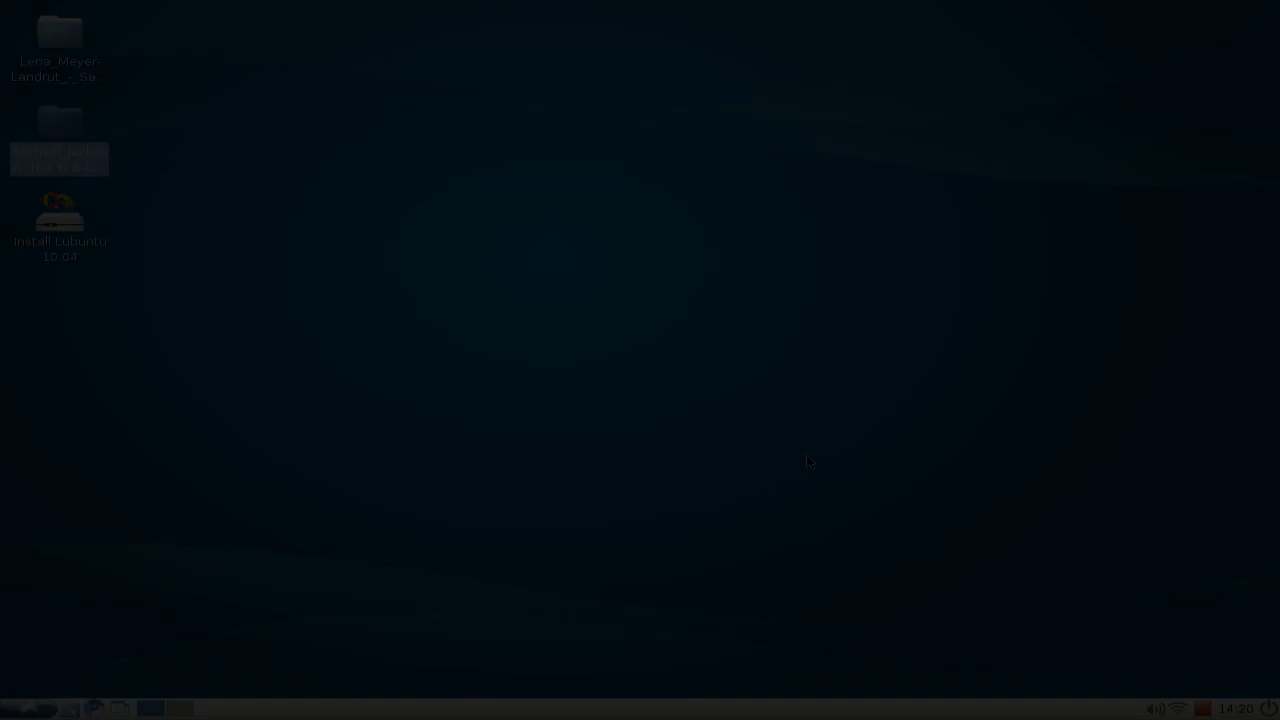 Lena_Meyer-
Landrut_-_Sa...
Install Lubuntu
10.04
14:20